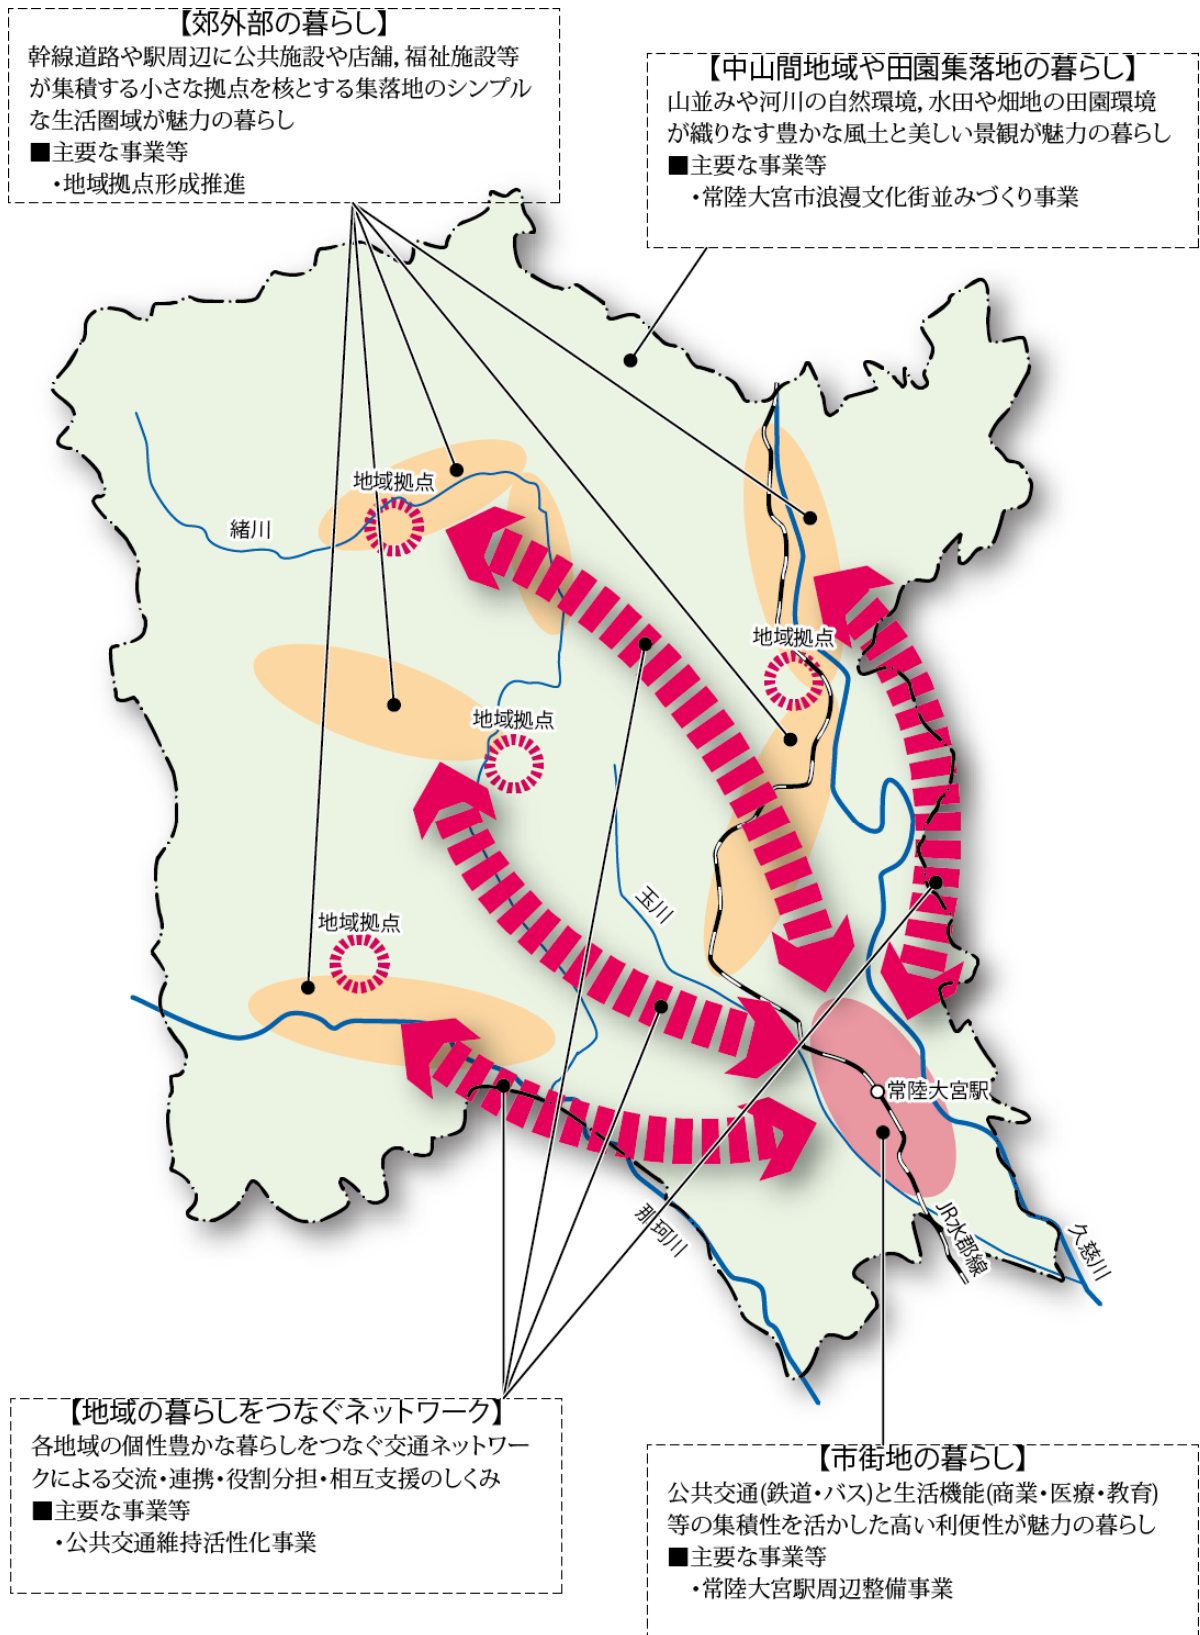 【郊外部の暮らし】
幹線道路や駅周辺に公共施設や店舗,福祉施設等
が集積する小さな拠点を核とする集落地のシンプル
な生活圏域が魅力の暮らし
■主要な事業等
・地域拠点形成推進
【中山間地域や田園集落地の暮らし】
山並みや河川の自然環境,水田や畑地の田園環境
が織りなす豊かな風土と美しい景観が魅力の暮らし
■主要な事業等
・常陸大宮市浪漫文化街並みづくり事業
地域拠点
緒川
地域拠点
地域拠点
玉川
地域拠点
常陸大宮駅
那珂川
JR水郡線
久慈川
【地域の暮らしをつなぐネットワーク】
各地域の個性豊かな暮らしをつなぐ交通ネットワー
クによる交流・連携・役割分担・相互支援のしくみ
■主要な事業等
・公共交通維持活性化事業
【市街地の暮らし】
公共交通(鉄道・バス)と生活機能(商業・医療・教育)
等の集積性を活かした高い利便性が魅力の暮らし
■主要な事業等
・常陸大宮駅周辺整備事業